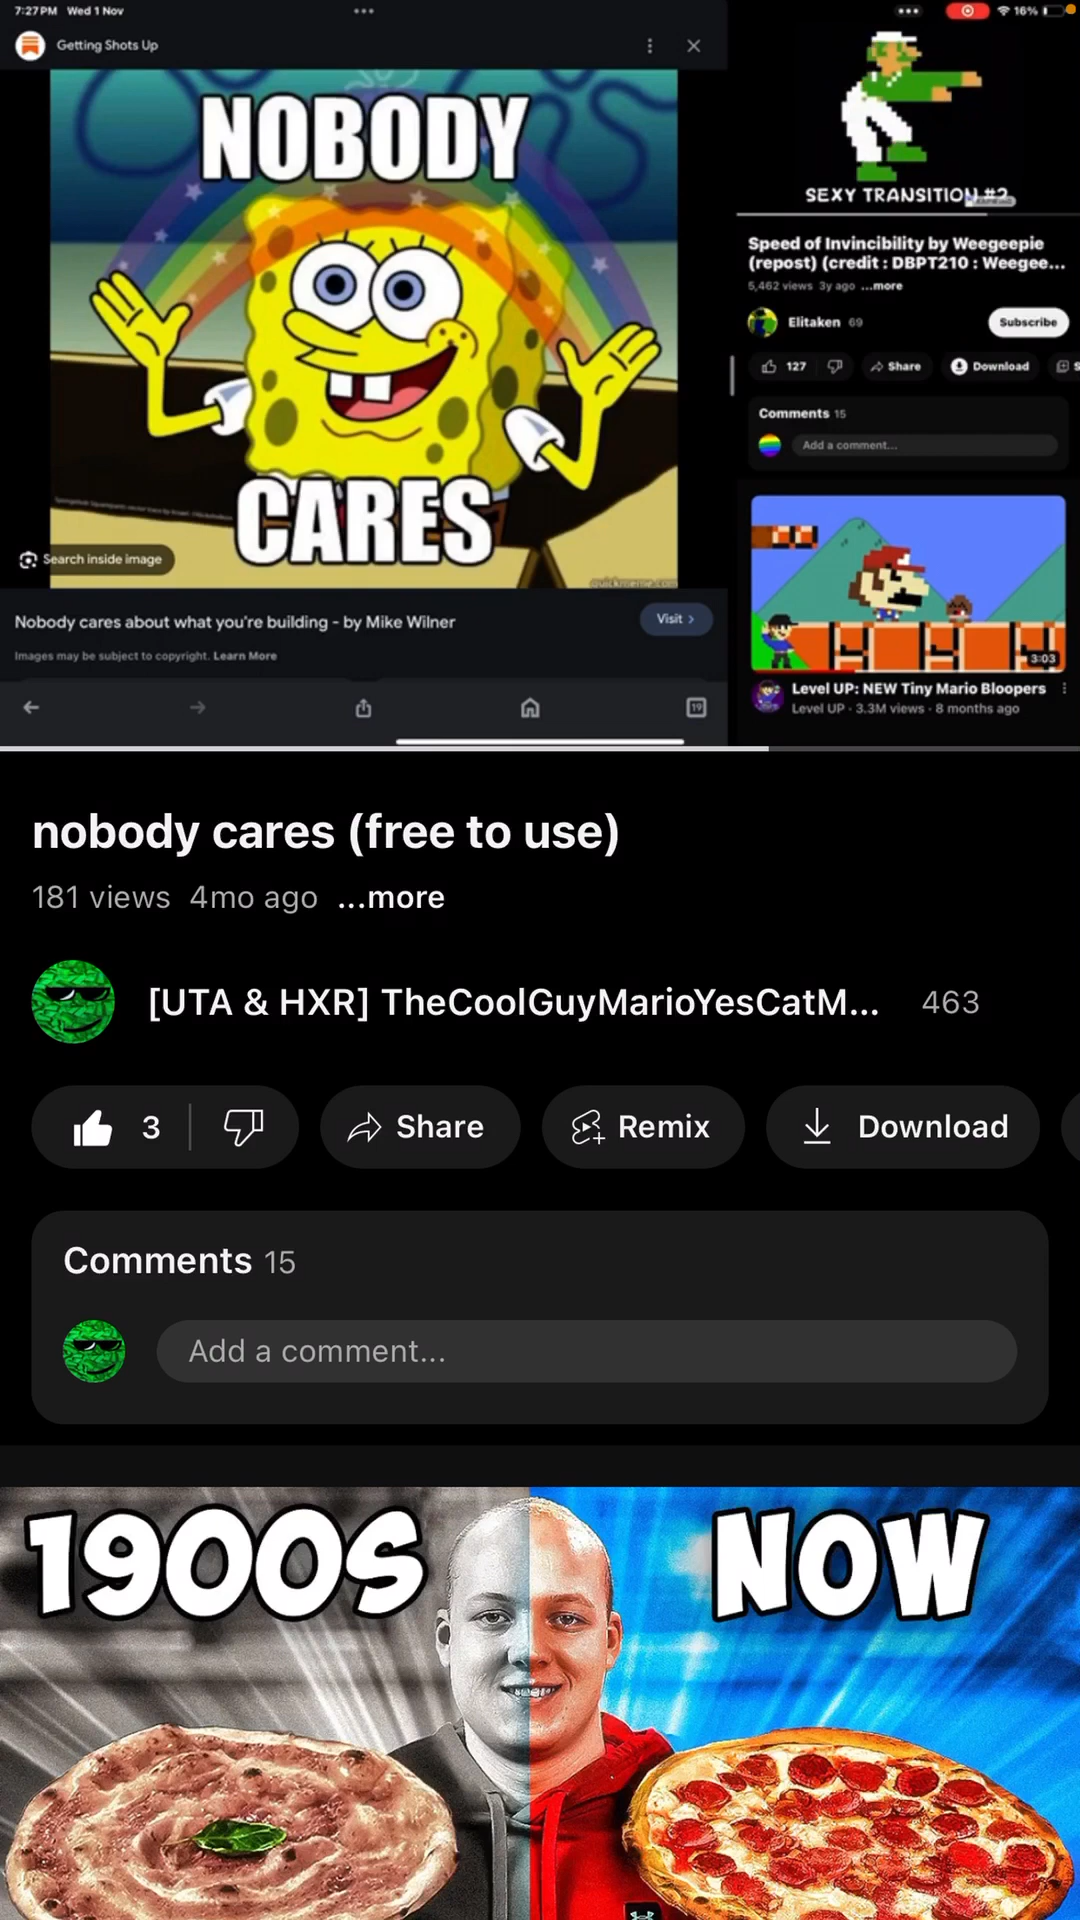 7:27 PM Wed 1 Nov
16%
Getting Shots Up
NOBODY
CARES
Search inside image
quickmeme.com
Nobody cares about what you're building - by Mike Wilner
Visit
Images may be subject to copyright. Learn More
19
SEXY TRANSITION #2
Speed of Invincibility by Weegeepie
(repost) (credit : DBPT210 : Weegee...
5,462 views 3y ago ...more
Elitaken 69
Subscribe
127
Share
Download
S
Comments 15
Add a comment...
3:03
Level UP: NEW Tiny Mario Bloopers
Level UP · 3.3M views · 8 months ago
nobody cares (free to use)
181 views 4mo ago ...more
[UTA & HXR] TheCoolGuyMarioYesCatM... 463
3
Share
Remix
Download
Comments 15
Add a comment...
1900S
NOW